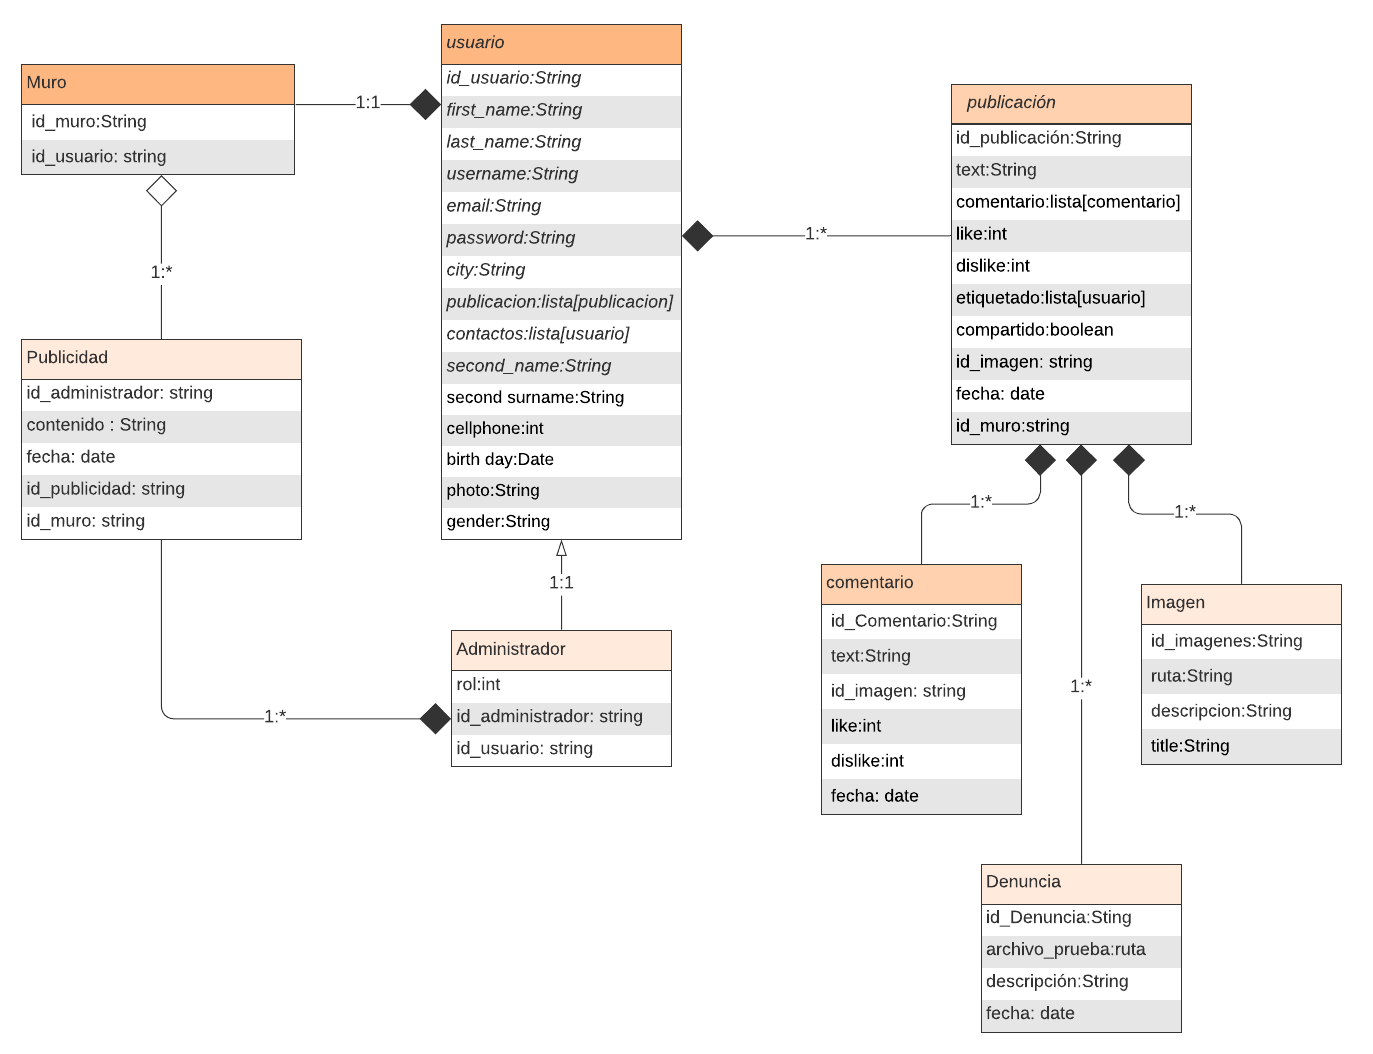 Muro
id_muro:String
id_usuario: string
1:1
usuario
id_usuario:String
first_name:String
last_name:String
username:String
email:String
password:String
city:String
publicacion:lista[publicacion]
contactos:lista[usuario]
second_name:String
second surname:String
cellphone:int
birth day:Date
photo:String
gender:String
1:*
publicación
id_publicación:String
text:String
comentario:lista[comentario]
like:int
dislike:int
etiquetado:lista[usuario]
compartido:boolean
id_imagen: string
fecha: date
id_muro:string
1:*
Publicidad
id_administrador: string
contenido : String
fecha: date
id_publicidad: string
id_muro: string
1:1
Administrador
rol:int
id_administrador: string
id_usuario: string
1:*
1:*
1:*
1:*
comentario
id_Comentario:String
text:String
id_imagen: string
like:int
dislike:int
fecha: date
Imagen
id_imagenes:String
ruta:String
descripcion:String
title:String
Denuncia
id_Denuncia:Sting
archivo_prueba:ruta
descripción:String
fecha: date